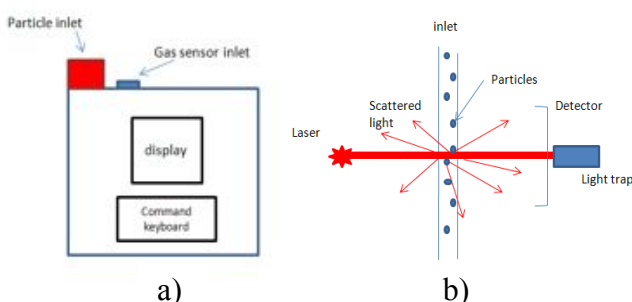 Particle inlet
Gas sensor inlet
display
Command
keyboard
a)
inlet
Particles
Scattered
light
Detector
Laser
Light trap
b)